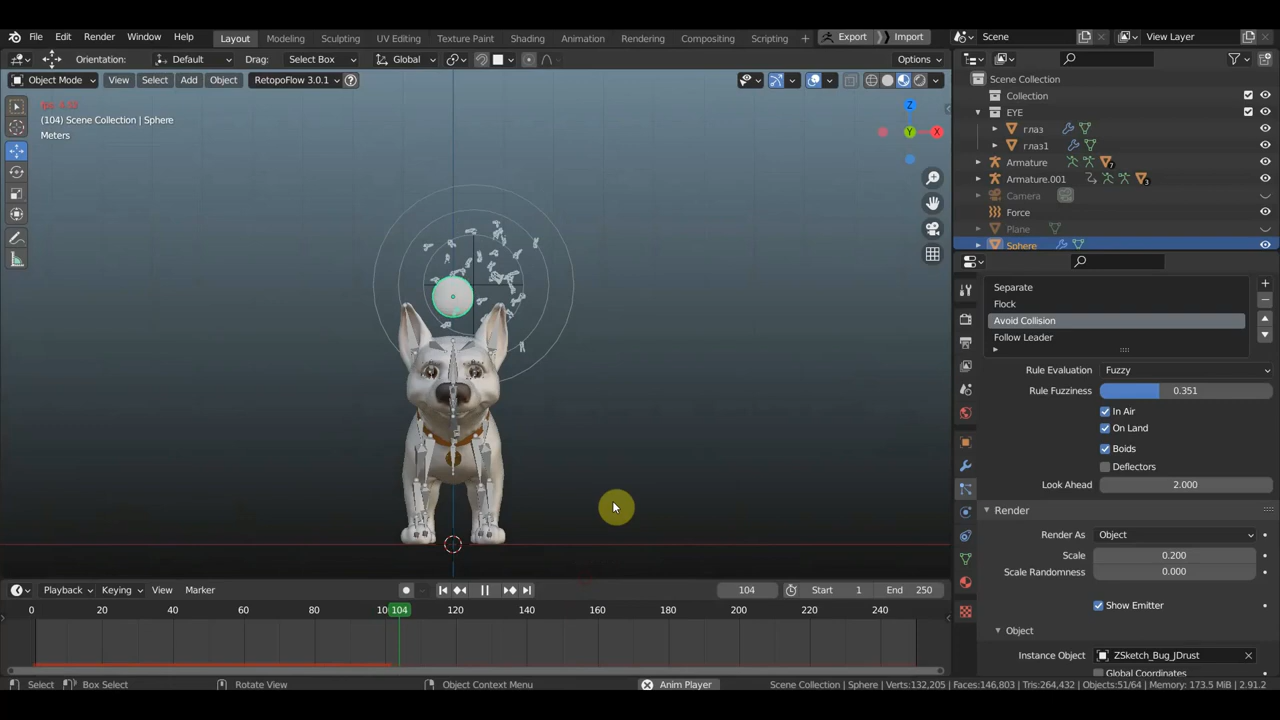 File Edit Render Window Help Layout Modeling Sculpting UV Editing Texture Paint Shading Animation Rendering Compositing Scripting + Export Import Scene View Layer
Orientation: Default Drag: Select Box Global Options
Object Mode View Select Add Object RetopoFlow 3.0.1
Scene Collection
Collection
EYE
глаз
глаз1
Armature 7
Armature.001 3
Camera
Force
Plane
Sphere
(104) Scene Collection | Sphere
Meters
Z
Y
X
Separate
Flock
Avoid Collision
Follow Leader
Rule Evaluation Fuzzy
Rule Fuzziness 0.351
In Air
On Land
Boids
Deflectors
Look Ahead 2.000
Render
Render As Object
Scale 0.200
Scale Randomness 0.000
Show Emitter
Object
Instance Object ZSketch_Bug_JDrust
Global Coordinates
Playback Keying View Marker 104 Start 1 End 250
0 20 40 60 80 104 120 140 160 180 200 220 240
Select Box Select Rotate View Object Context Menu Anim Player Scene Collection | Sphere | Verts:132,205 | Faces:146,803 | Tris:264,432 | Objects:51/64 | Memory: 173.5 MiB | 2.91.2